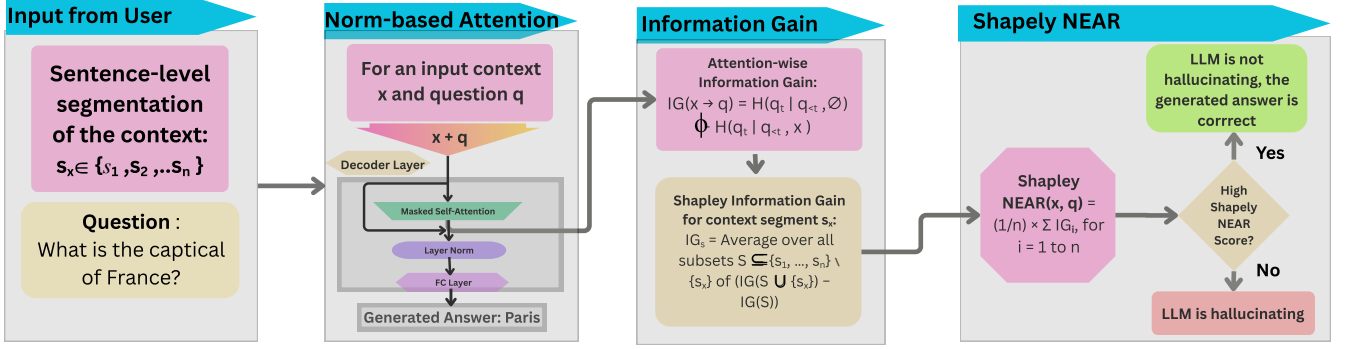 Input from User
Sentence-level
segmentation
of the context:
sₓ∈ {s₁ ,s₂ ,..sₙ }
Question :
What is the captical
of France?
Norm-based Attention
For an input context
x and question q
x + q
Decoder Layer
Masked Self-Attention
Layer Norm
FC Layer
Generated Answer: Paris
Information Gain
Attention-wise
Information Gain:
IG(x → q) = H(qₜ | q<ₜ ,∅)
ϕ- H(qₜ | q<ₜ , x )
Shapley Information Gain
for context segment sₓ:
IGₛ = Average over all
subsets S ⊆{s₁, …, sₙ} \
{sₓ} of (IG(S ∪ {sₓ}) −
IG(S))
Shapely NEAR
Shapley
NEAR(x, q) =
(1/n) × Σ IGᵢ, for
i = 1 to n
High
Shapely
NEAR
Score?
Yes
LLM is not
hallucinating, the
generated answer is
corrrect
No
LLM is hallucinating